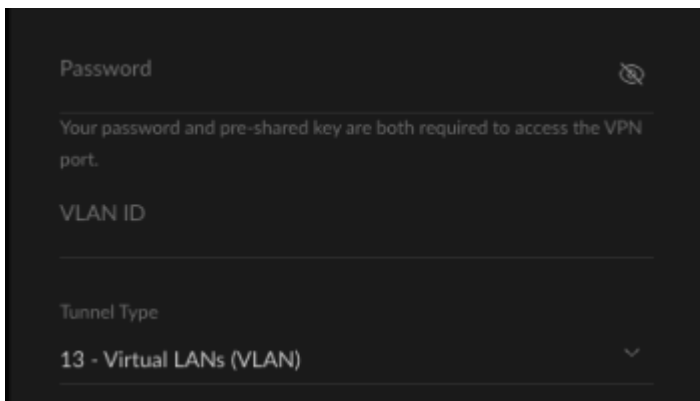 Password
Your password and pre-shared key are both required to access the VPN
port.
VLAN ID
Tunnel Type
13 - Virtual LANs (VLAN)